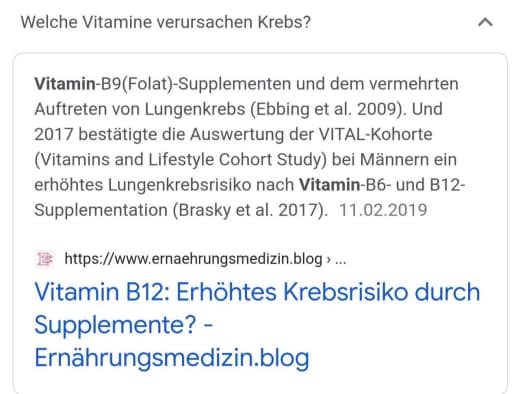 Welche Vitamine verursachen Krebs?
Vitamin-B9(Folat)-Supplementen und dem vermehrten
Auftreten von Lungenkrebs (Ebbing et al. 2009). Und
2017 bestätigte die Auswertung der VITAL-Kohorte
(Vitamins and Lifestyle Cohort Study) bei Männern ein
erhöhtes Lungenkrebsrisiko nach Vitamin-B6- und B12-
Supplementation (Brasky et al. 2017). 11.02.2019
https://www.ernaehrungsmedizin.blog › ...
Vitamin B12: Erhöhtes Krebsrisiko durch
Supplemente? -
Ernährungsmedizin.blog